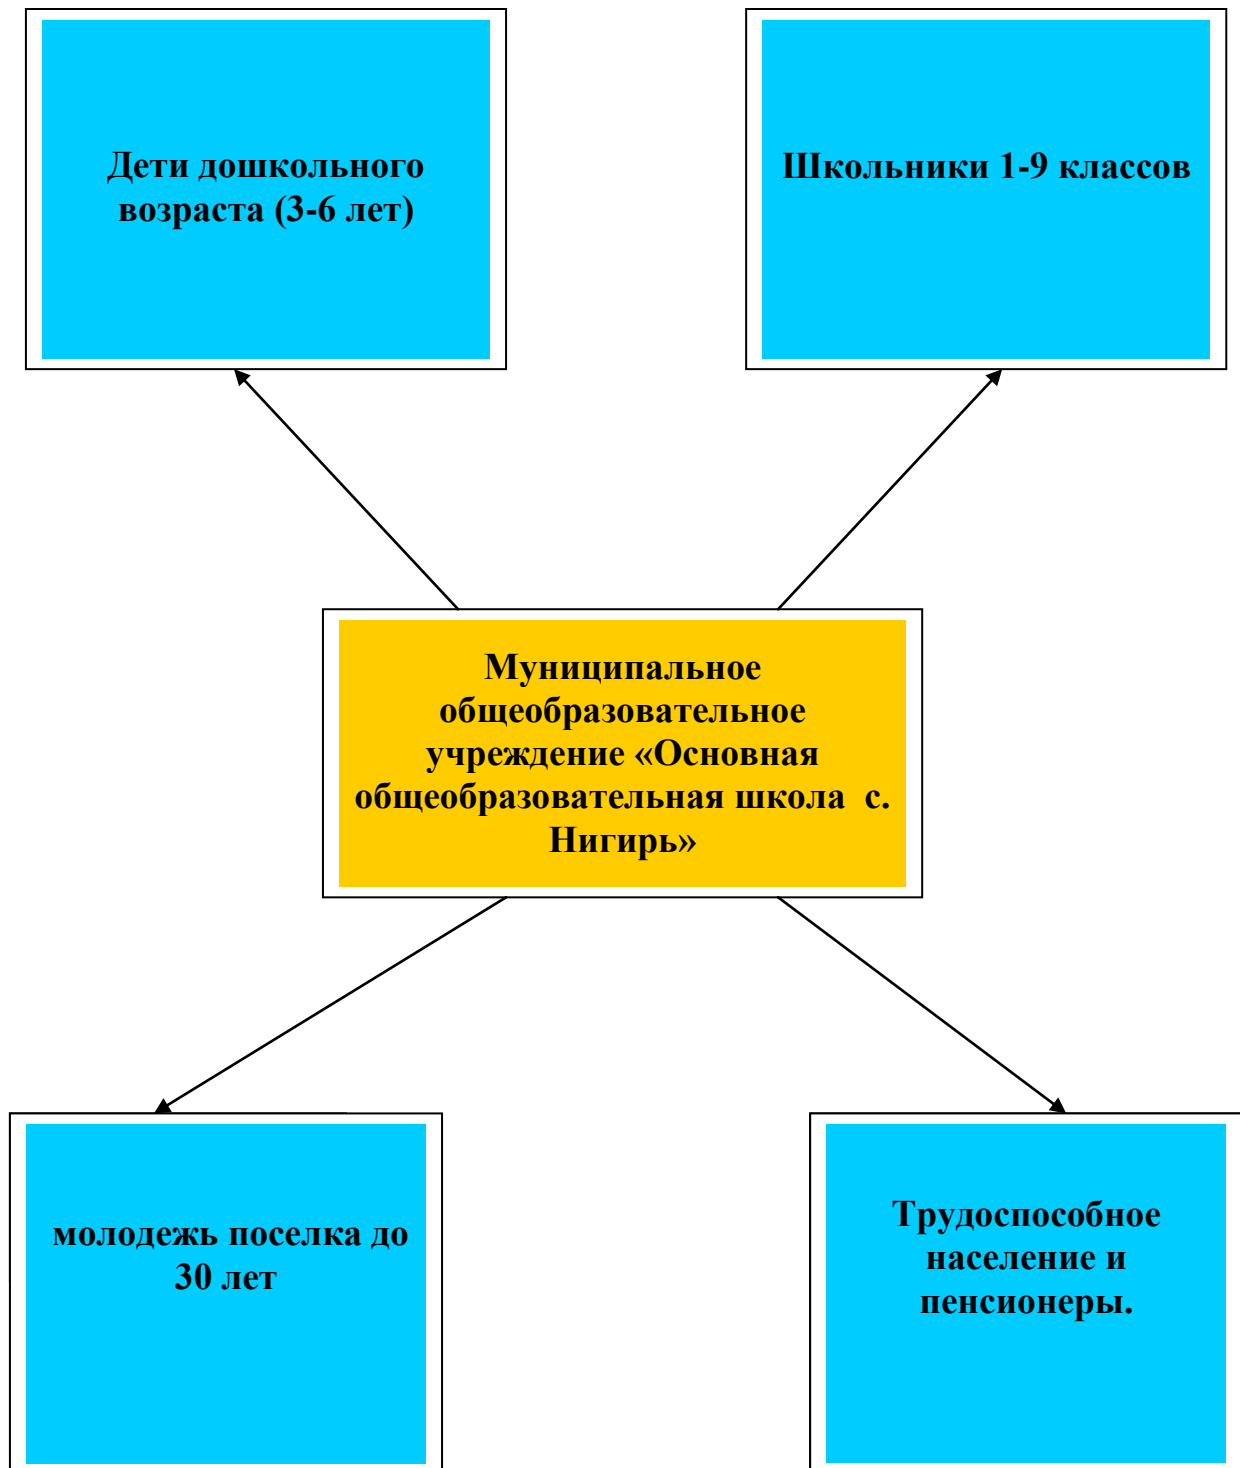 Дети дошкольного
возраста (3-6 лет)
Школьники 1-9 классов
Муниципальное
общеобразовательное
учреждение «Основная
общеобразовательная школа  с.
Нигирь»
молодежь поселка до
30 лет
Трудоспособное
население и
пенсионеры.